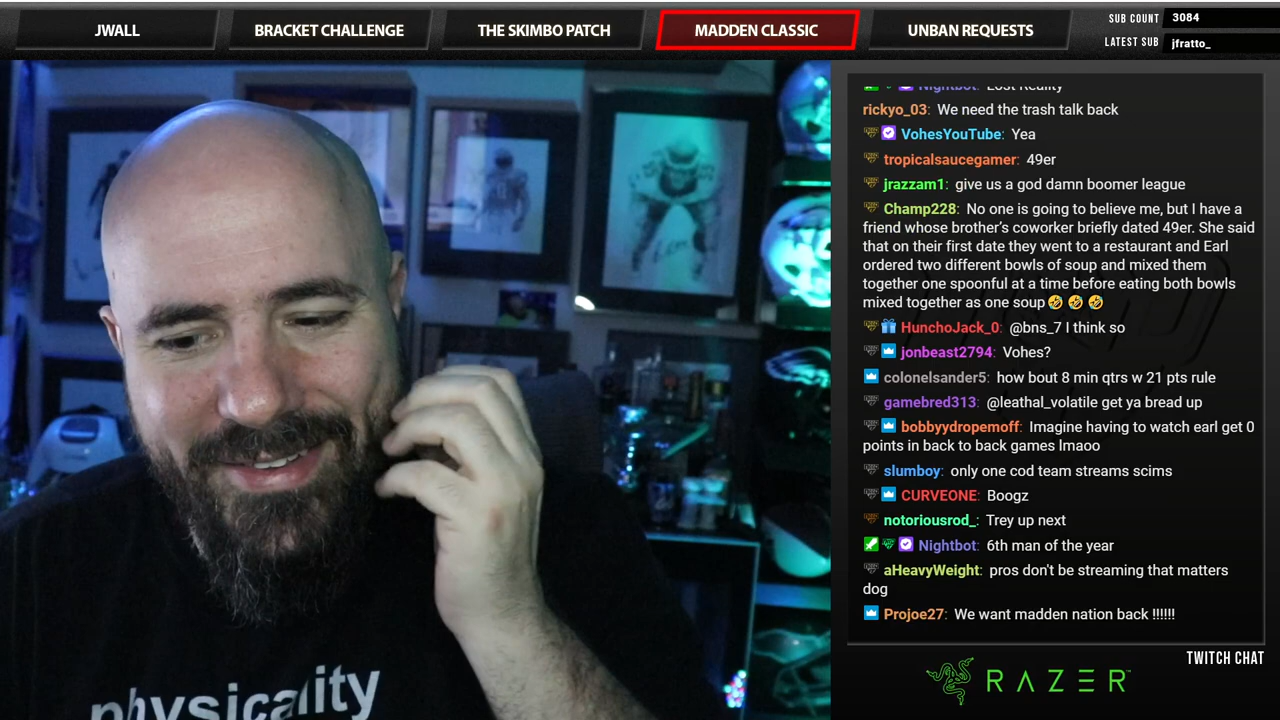 JWALL
BRACKET CHALLENGE
THE SKIMBO PATCH
MADDEN CLASSIC
UNBAN REQUESTS
SUB COUNT 3084
LATEST SUB jfratto_
Nightbot: Lost Reality
rickyo_03: We need the trash talk back
VohesYouTube: Yea
tropicalsaucegamer: 49er
jrazzam1: give us a god damn boomer league
Champ228: No one is going to believe me, but I have a
friend whose brother's coworker briefly dated 49er. She said
that on their first date they went to a restaurant and Earl
ordered two different bowls of soup and mixed them
together one spoonful at a time before eating both bowls
mixed together as one soup🤣 🤣 🤣
HunchoJack_0: @bns_7 I think so
jonbeast2794: Vohes?
colonelsander5: how bout 8 min qtrs w 21 pts rule
gamebred313: @leathal_volatile get ya bread up
bobbyydropemoff: Imagine having to watch earl get 0
points in back to back games lmaoo
slumboy: only one cod team streams scims
CURVEONE: Boogz
notoriousrod_: Trey up next
Nightbot: 6th man of the year
aHeavyWeight: pros don't be streaming that matters
dog
Projoe27: We want madden nation back !!!!!!
TWITCH CHAT
RAZER
physicality